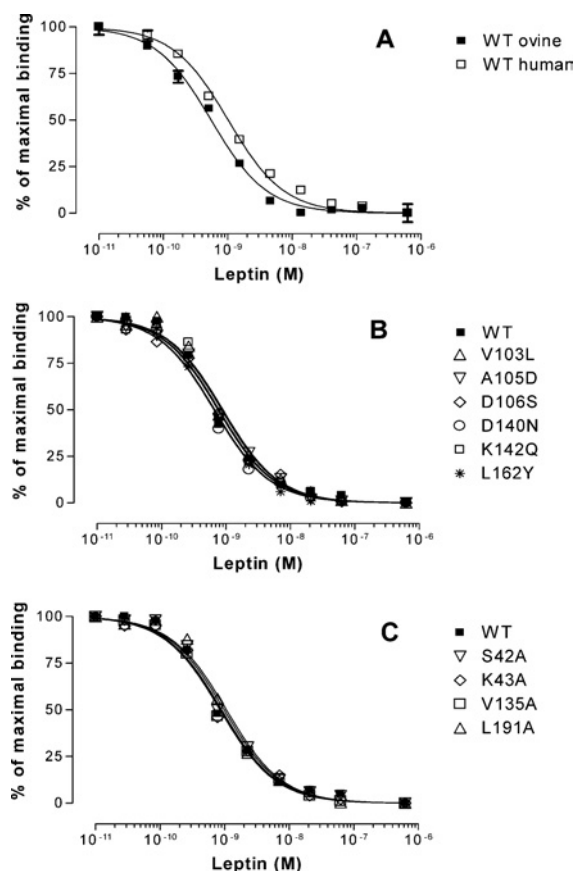 A
WT ovine
WT human
% of maximal binding
100
75
50
25
0
10-11 10-10 10-9 10-8 10-7 10-6
Leptin (M)
B
WT
V103L
A105D
D106S
D140N
K142Q
L162Y
% of maximal binding
100
75
50
25
0
10-11 10-10 10-9 10-8 10-7 10-6
Leptin (M)
C
WT
S42A
K43A
V135A
L191A
% of maximal binding
100
75
50
25
0
10-11 10-10 10-9 10-8 10-7 10-6
Leptin (M)